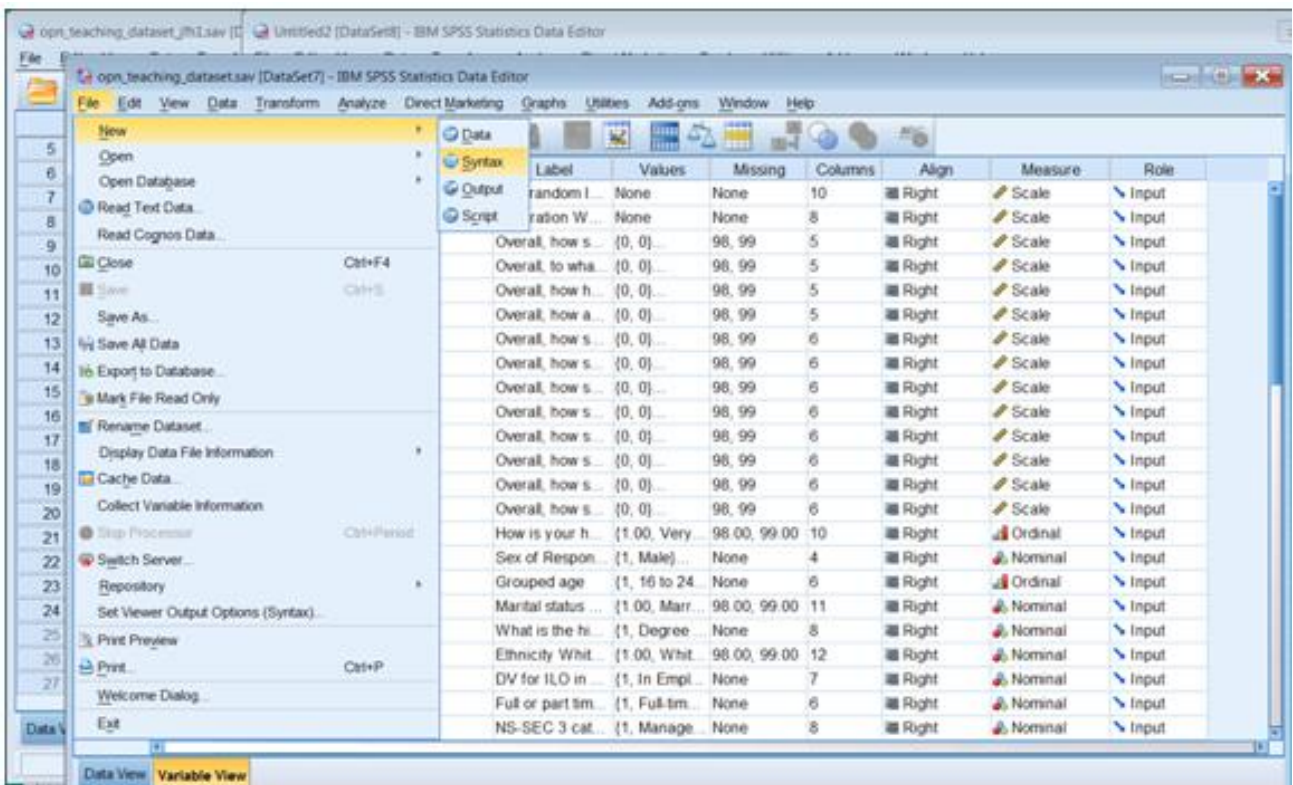 opn_teaching_dataset_jfh1.sav [D Untitled2 [DataSet8] - IBM SPSS Statistics Data Editor
File
opn_teaching_dataset.sav [DataSet7] - IBM SPSS Statistics Data Editor
File Edit View Data Transform Analyze Direct Marketing Graphs Utilities Add-ons Window Help
New
Open
Open Database
Read Text Data...
Read Cognos Data...
Close Ctrl+F4
Save Ctrl+S
Save As...
Save All Data
Export to Database...
Mark File Read Only
Rename Dataset...
Display Data File Information
Cache Data...
Collect Variable Information
Stop Processor Ctrl+Period
Switch Server...
Repository
Set Viewer Output Options (Syntax)...
Print Preview
Print... Ctrl+P
Welcome Dialog...
Exit
Data
Syntax
Output
Script
Label Values Missing Columns Align Measure Role
random I... None None 10 Right Scale Input
ration W... None None 8 Right Scale Input
Overall, how s... {0, 0}... 98, 99 5 Right Scale Input
Overall, to wha... {0, 0}... 98, 99 5 Right Scale Input
Overall, how h... {0, 0}... 98, 99 5 Right Scale Input
Overall, how a... {0, 0}... 98, 99 5 Right Scale Input
Overall, how s... {0, 0}... 98, 99 6 Right Scale Input
Overall, how s... {0, 0}... 98, 99 6 Right Scale Input
Overall, how s... {0, 0}... 98, 99 6 Right Scale Input
Overall, how s... {0, 0}... 98, 99 6 Right Scale Input
Overall, how s... {0, 0}... 98, 99 6 Right Scale Input
Overall, how s... {0, 0}... 98, 99 6 Right Scale Input
Overall, how s... {0, 0}... 98, 99 6 Right Scale Input
Overall, how s... {0, 0}... 98, 99 6 Right Scale Input
How is your h... {1.00, Very... 98.00, 99.00 10 Right Ordinal Input
Sex of Respon... {1, Male}... None 4 Right Nominal Input
Grouped age {1, 16 to 24... None 6 Right Ordinal Input
Marital status ... {1.00, Marr... 98.00, 99.00 11 Right Nominal Input
What is the hi... {1, Degree ... None 8 Right Nominal Input
Ethnicity Whit... {1.00, Whit... 98.00, 99.00 12 Right Nominal Input
DV for ILO in ... {1, In Empl... None 7 Right Nominal Input
Full or part tim... {1, Full-tim... None 6 Right Nominal Input
NS-SEC 3 cat... {1, Manage... None 8 Right Nominal Input
5
6
7
8
9
10
11
12
13
14
15
16
17
18
19
20
21
22
23
24
25
26
27
Data V
Data View Variable View